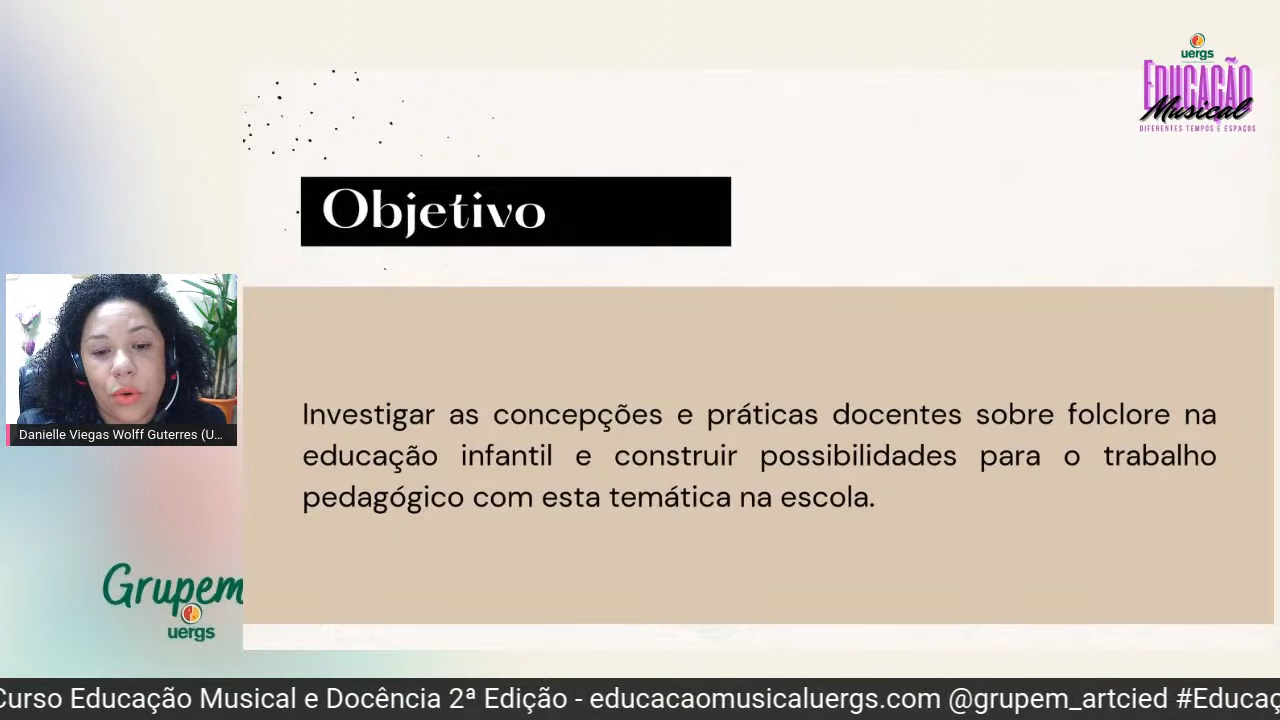 uergs
EDUCAÇÃO
Musical
DIFERENTES TEMPOS E ESPAÇOS
Objetivo
Investigar as concepções e práticas docentes sobre folclore na
educação infantil e construir possibilidades para o trabalho
pedagógico com esta temática na escola.
Danielle Viegas Wolff Guterres (U...
Grupem
uergs
Curso Educação Musical e Docência 2ª Edição - educacaomusicaluergs.com @grupem_artcied #Educaç